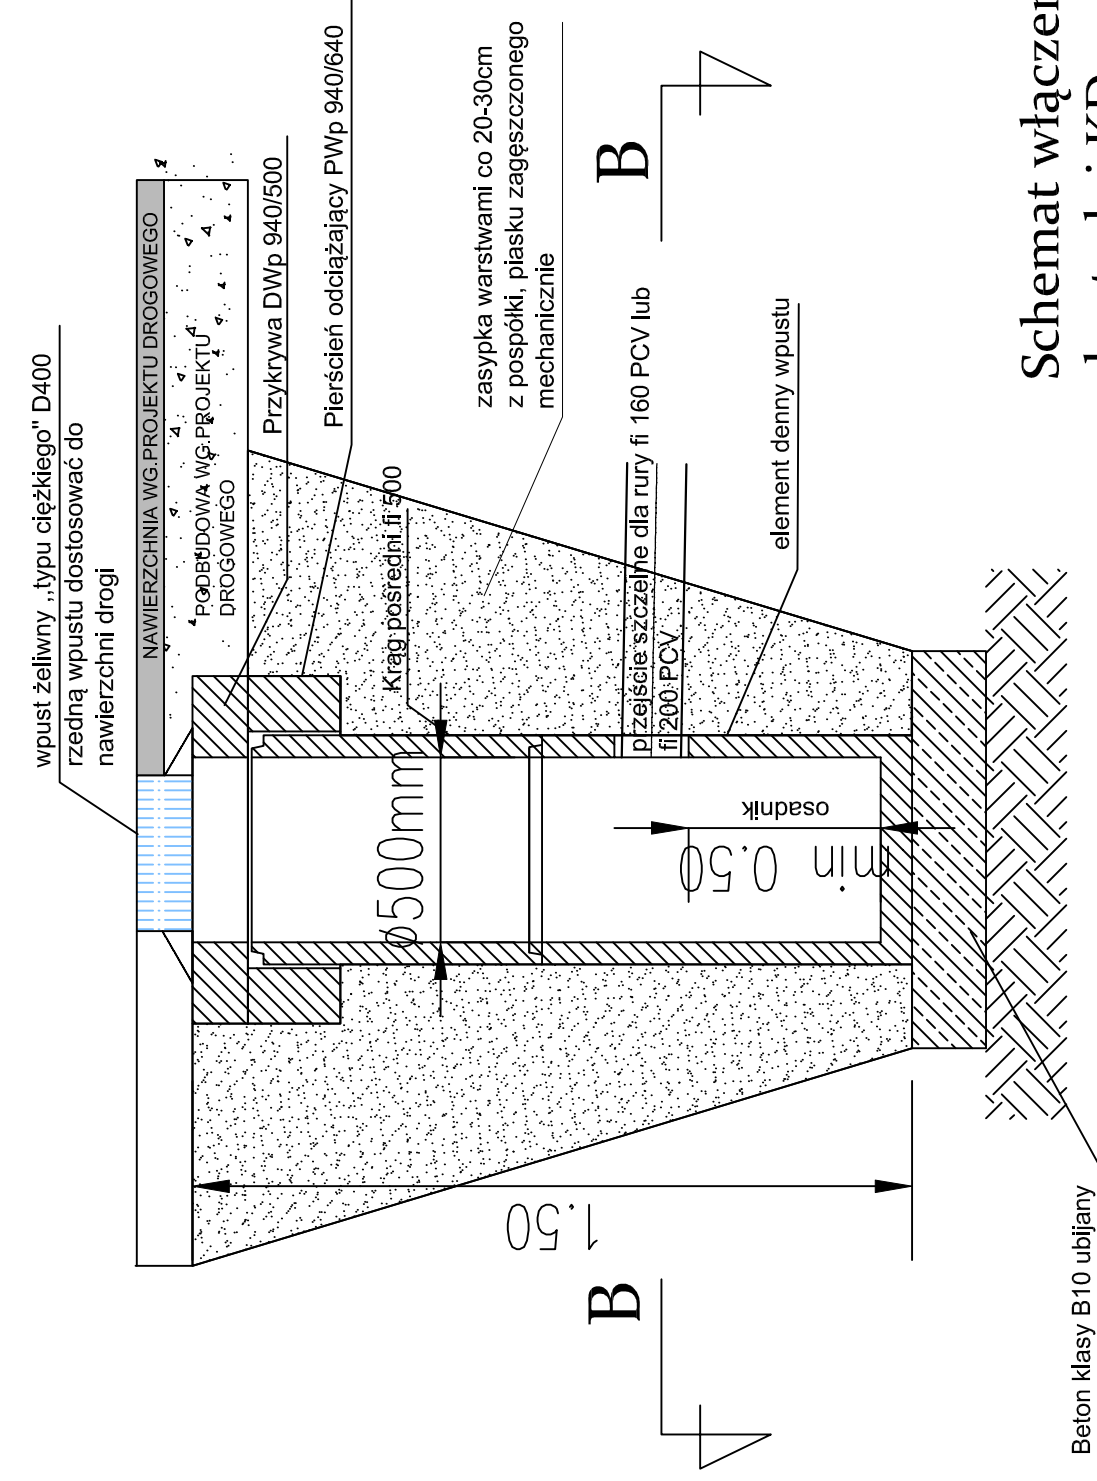 wpust żeliwny ,,typu ciężkiego" D400
rzedną wpustu dostosować do
nawierzchni drogi
NAWIERZCHNIA WG.PROJEKTU DROGOWEGO
PODBUDOWA WG.PROJEKTU
DROGOWEGO
Przykrywa DWp 940/500
Pierścień odciążający PWp 940/640
Krąg pośredni fi 500
ø500mm
zasypka warstwami co 20-30cm
z pospółki, piasku zagęszczonego
mechanicznie
B
B
przejście szczelne dla rury fi 160 PCV lub
fi 200 PCV
element denny wpustu
osadnik
min 0.50
1.50
Beton klasy B10 ubijany
Schemat włączen